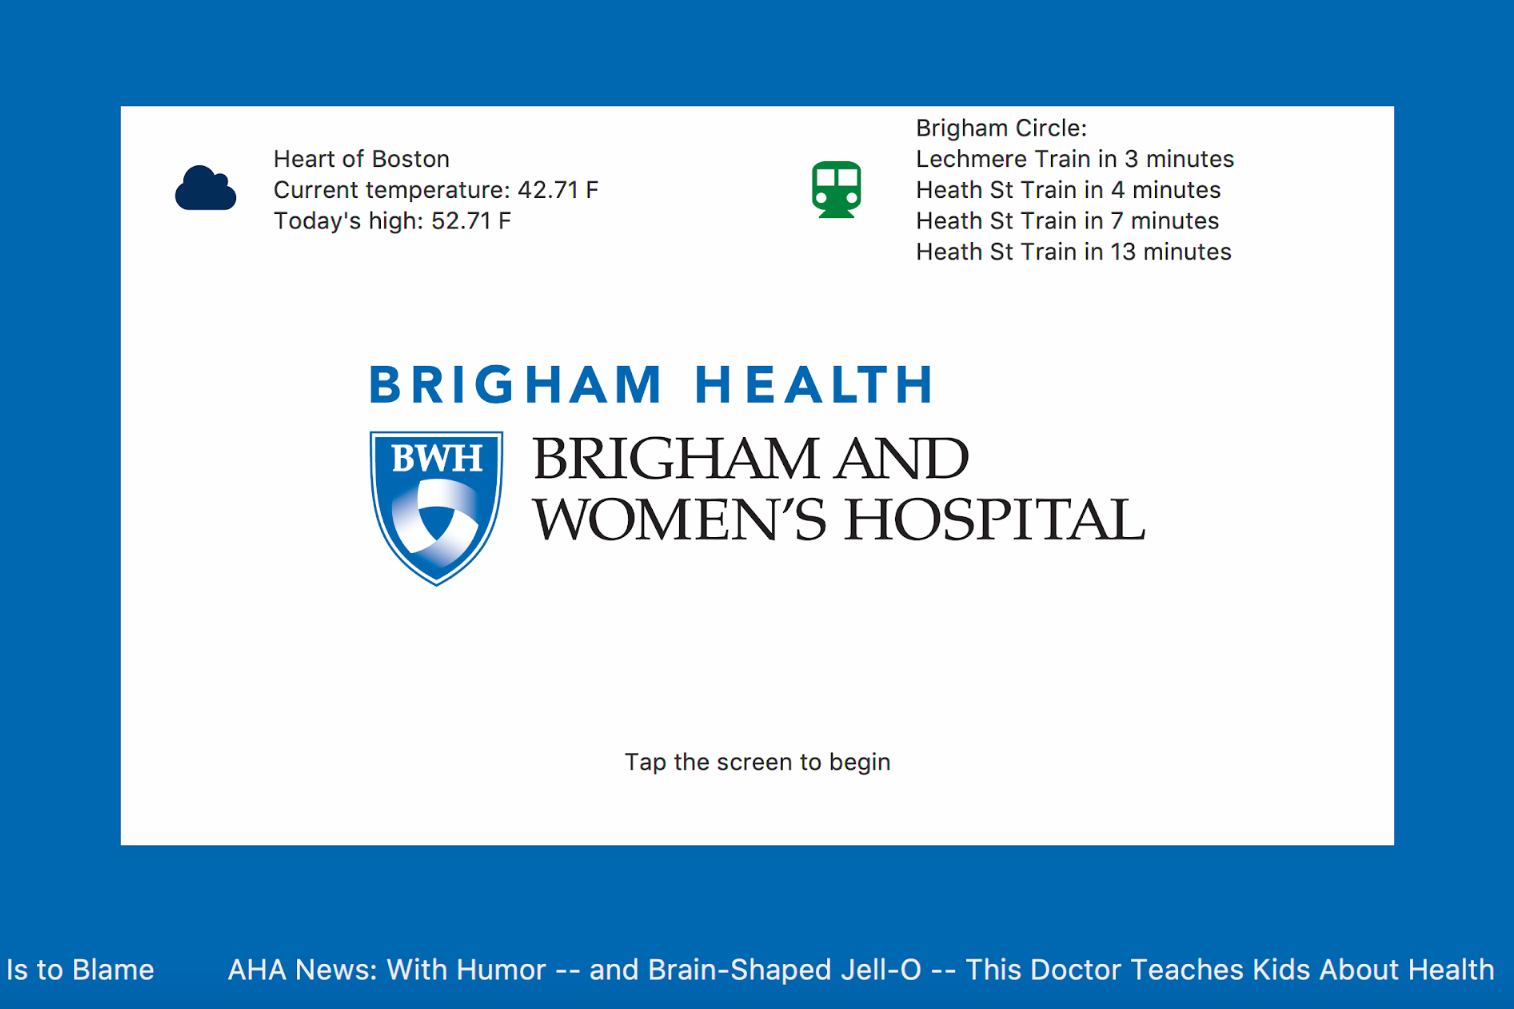 Heart of Boston
Current temperature: 42.71 F
Today's high: 52.71 F
Brigham Circle:
Lechmere Train in 3 minutes
Heath St Train in 4 minutes
Heath St Train in 7 minutes
Heath St Train in 13 minutes
BRIGHAM HEALTH
BWH
BRIGHAM AND
WOMEN'S HOSPITAL
Tap the screen to begin
Is to Blame AHA News: With Humor -- and Brain-Shaped Jell-O -- This Doctor Teaches Kids About Health